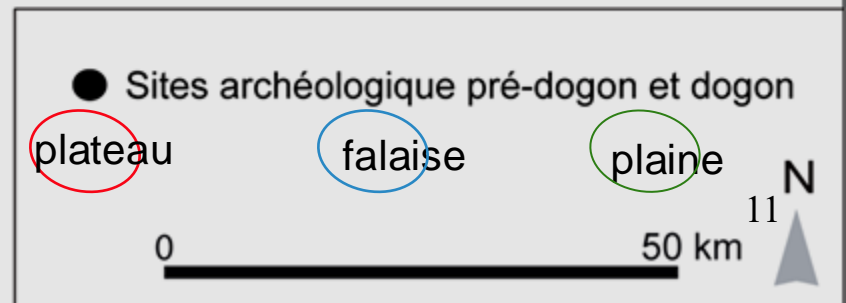 Sites archéologique pré-dogon et dogon
plateau falaise plaine
N
11
0 50 km